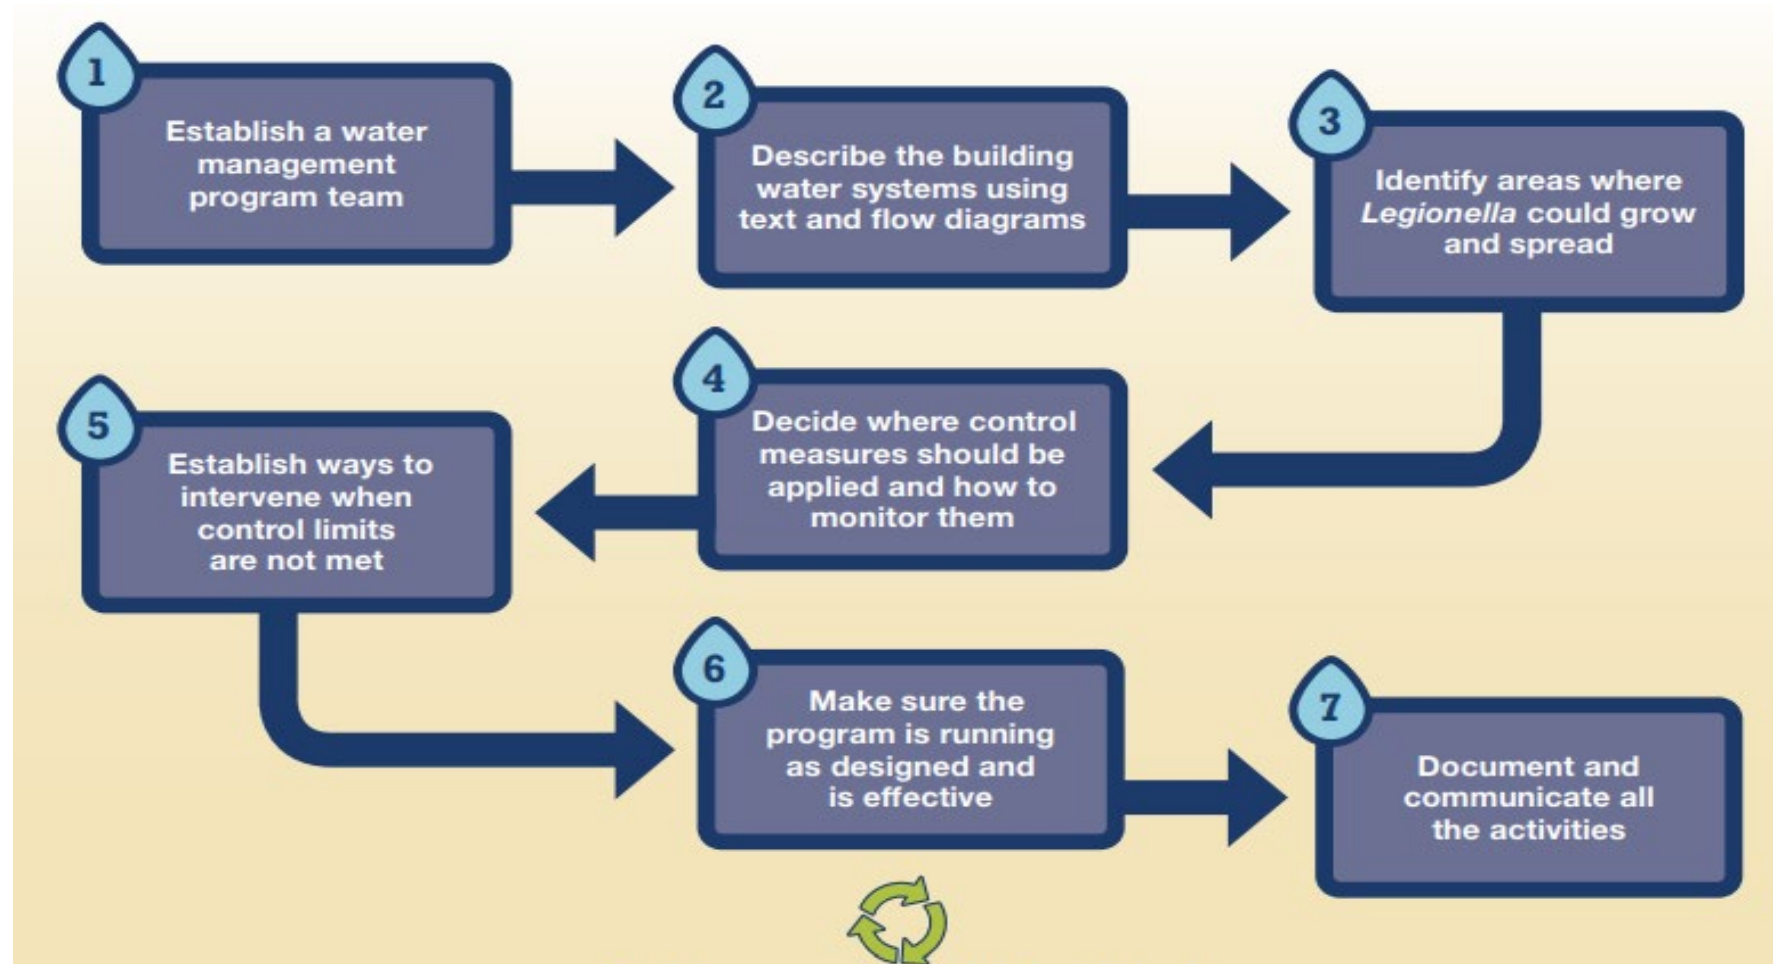 1
Establish a water
management
program team
2
Describe the building
water systems using
text and flow diagrams
3
Identify areas where
Legionella could grow
and spread
4
Decide where control
measures should be
applied and how to
monitor them
5
Establish ways to
intervene when
control limits
are not met
6
Make sure the
program is running
as designed and
is effective
7
Document and
communicate all
the activities